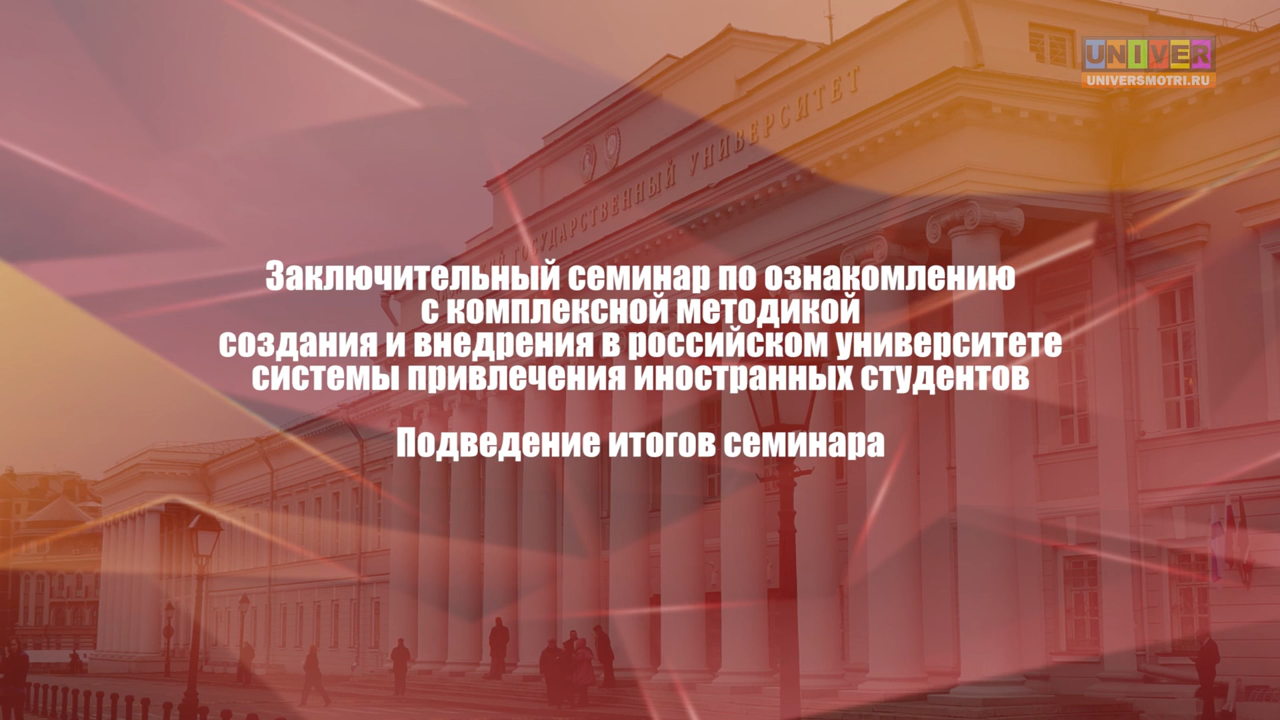 UNIVER
UNIVERSMOTRI.RU
ГОСУДАРСТВЕННЫЙ УНИВЕРСИТЕТ
Заключительный семинар по ознакомлению
с комплексной методикой
создания и внедрения в российском университете
системы привлечения иностранных студентов
Подведение итогов семинара